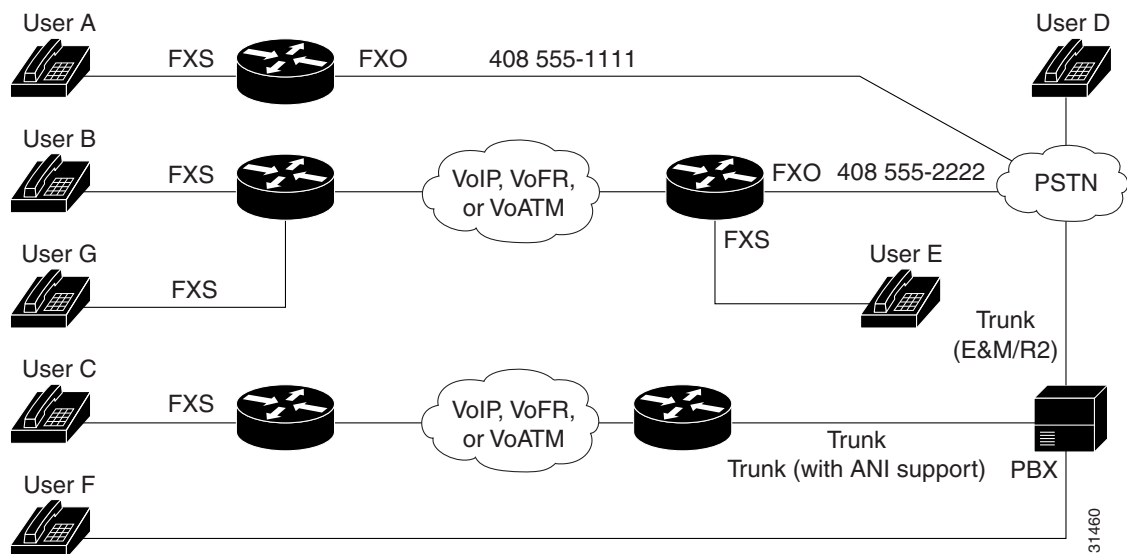 User A
FXS
FXO
408 555-1111
User D
User B
FXS
VoIP, VoFR,
or VoATM
FXO
408 555-2222
PSTN
FXS
User G
FXS
User E
Trunk
(E&M/R2)
User C
FXS
VoIP, VoFR,
or VoATM
Trunk
Trunk (with ANI support)
PBX
User F
31460